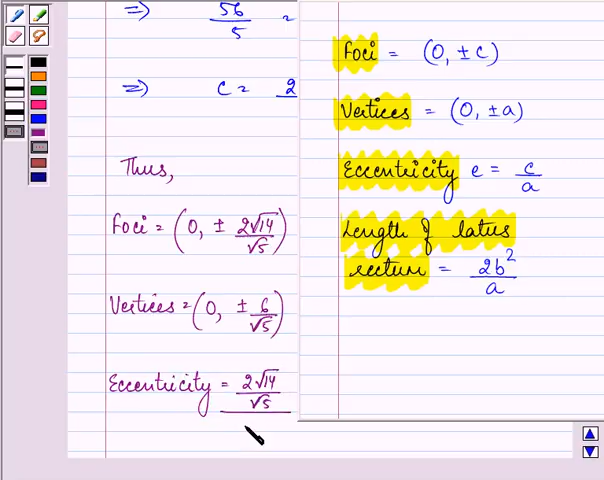 ⇒ 56/5 =
⇒ c = 2
Thus,
Foci = (0, ± 2√14/√5)
Vertices = (0, ± 6/√5)
Eccentricity = 2√14/√5
Foci = (0, ± c)
Vertices = (0, ± a)
Eccentricity e = c/a
Length of latus
rectum = 2b²/a